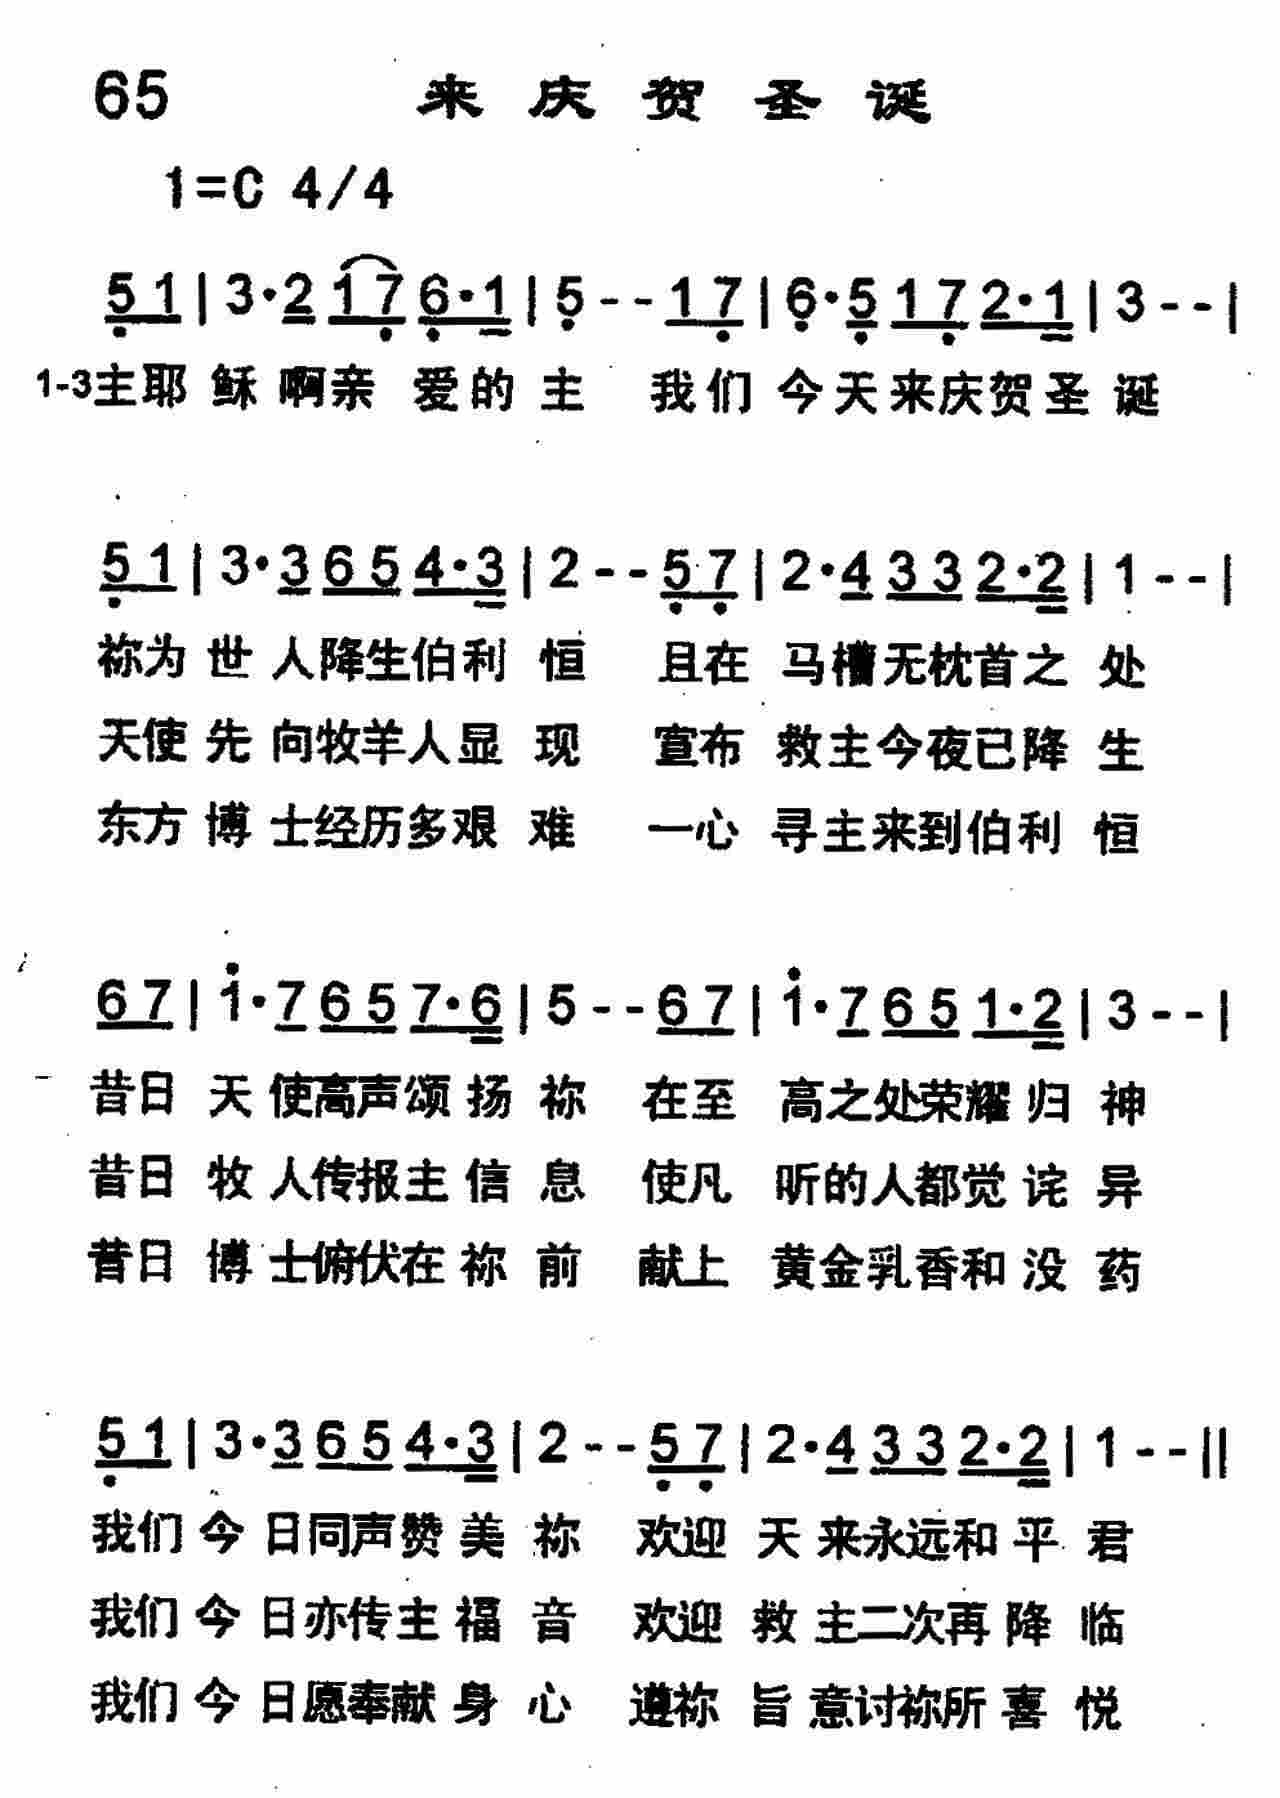 65 来庆贺圣诞
1=C 4/4
5 1 | 3·2 1 7 6·1 | 5 - - 1 7 | 6·5 1 7 2·1 | 3 - - |
1-3主耶稣啊亲爱的主 我们今天来庆贺圣诞
5 1 | 3·3 6 5 4·3 | 2 - - 5 7 | 2·4 3 3 2·2 | 1 - - |
祢为世人降生伯利恒 且在马槽无枕首之处
天使先向牧羊人显现 宣布救主今夜已降生
东方博士经历多艰难 一心寻主来到伯利恒
6 7 | 1·7 6 5 7·6 | 5 - - 6 7 | 1·7 6 5 1·2 | 3 - - |
昔日天使高声颂扬祢 在至高之处荣耀归神
昔日牧人传报主信息 使凡听的人都觉诧异
昔日博士俯伏在祢前 献上黄金乳香和没药
5 1 | 3·3 6 5 4·3 | 2 - - 5 7 | 2·4 3 3 2·2 | 1 - - ||
我们今日同声赞美祢 欢迎天来永远和平君
我们今日亦传主福音 欢迎救主二次再降临
我们今日愿奉献身心 遵祢旨意讨祢所喜悦